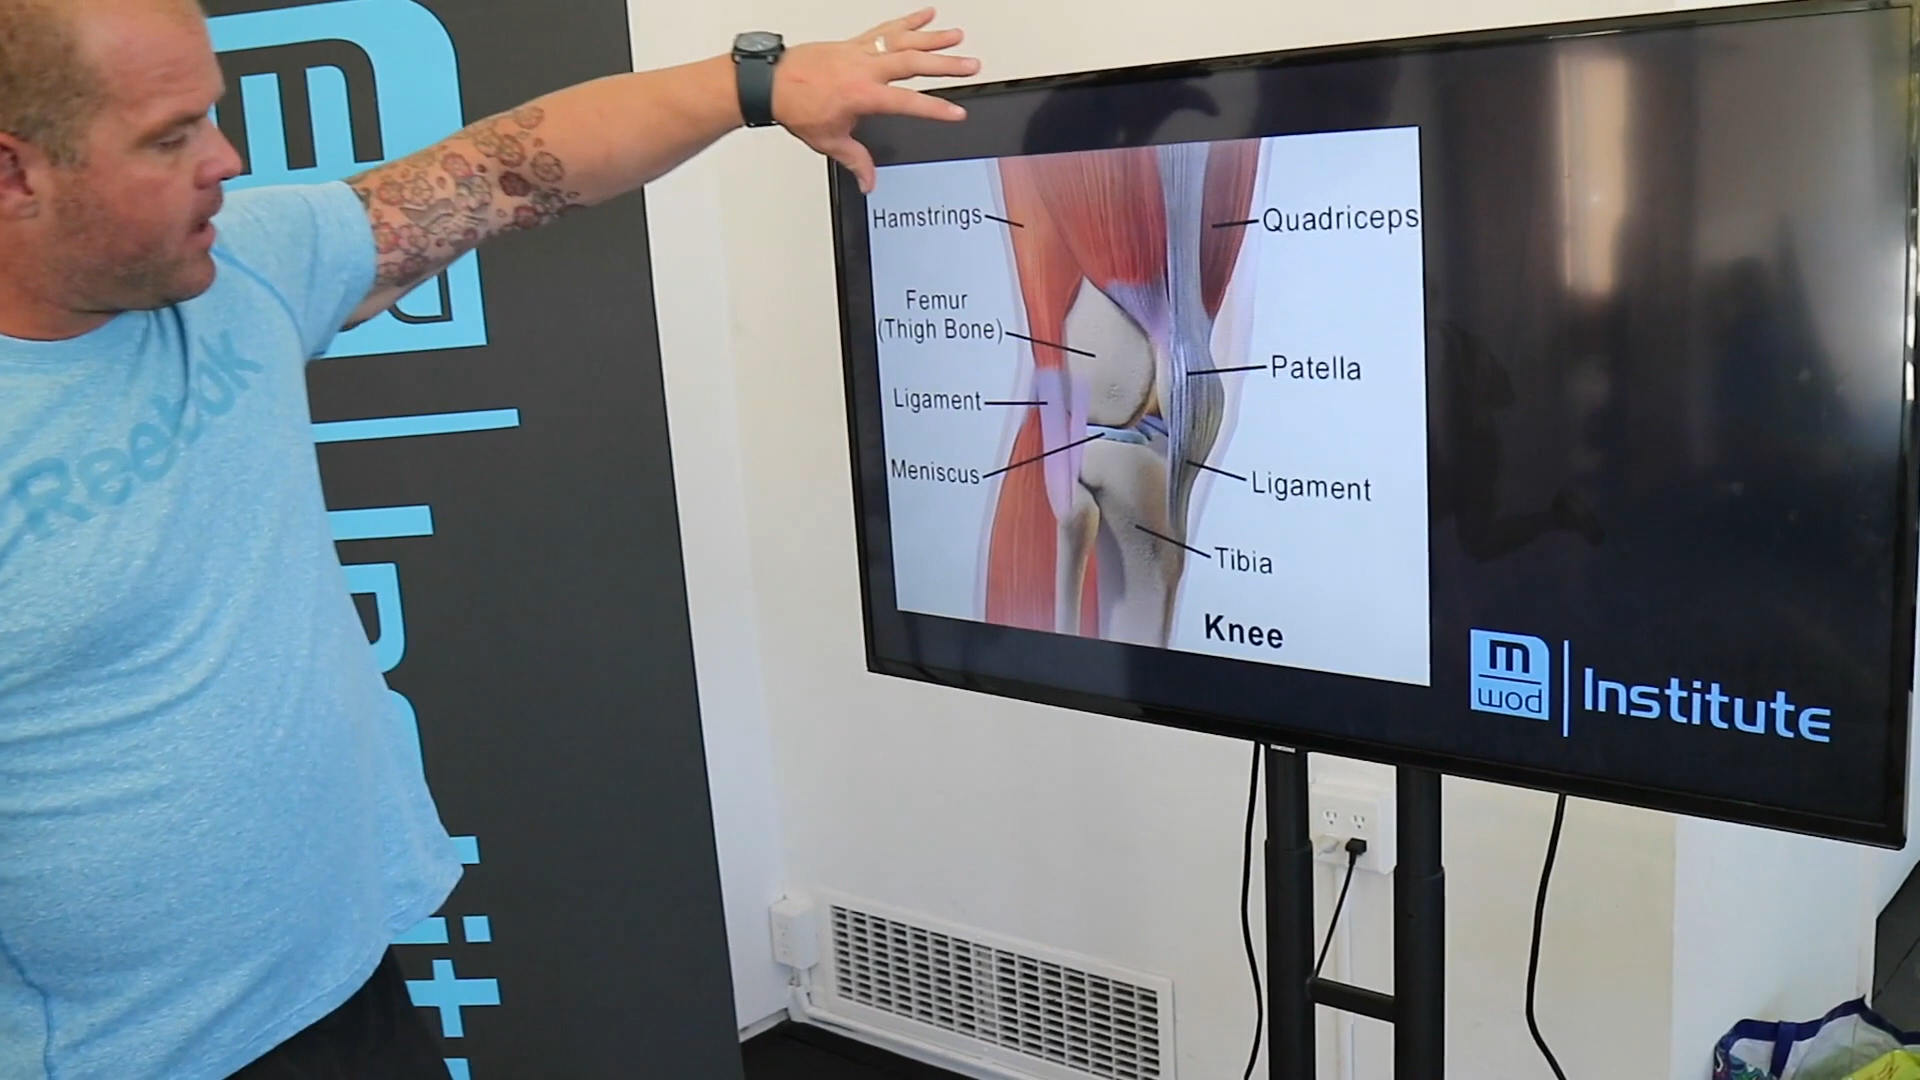 Hamstrings
Quadriceps
Femur
(Thigh Bone)
Patella
Ligament
Meniscus
Ligament
Tibia
Knee
m
wod
Institute
Reebok